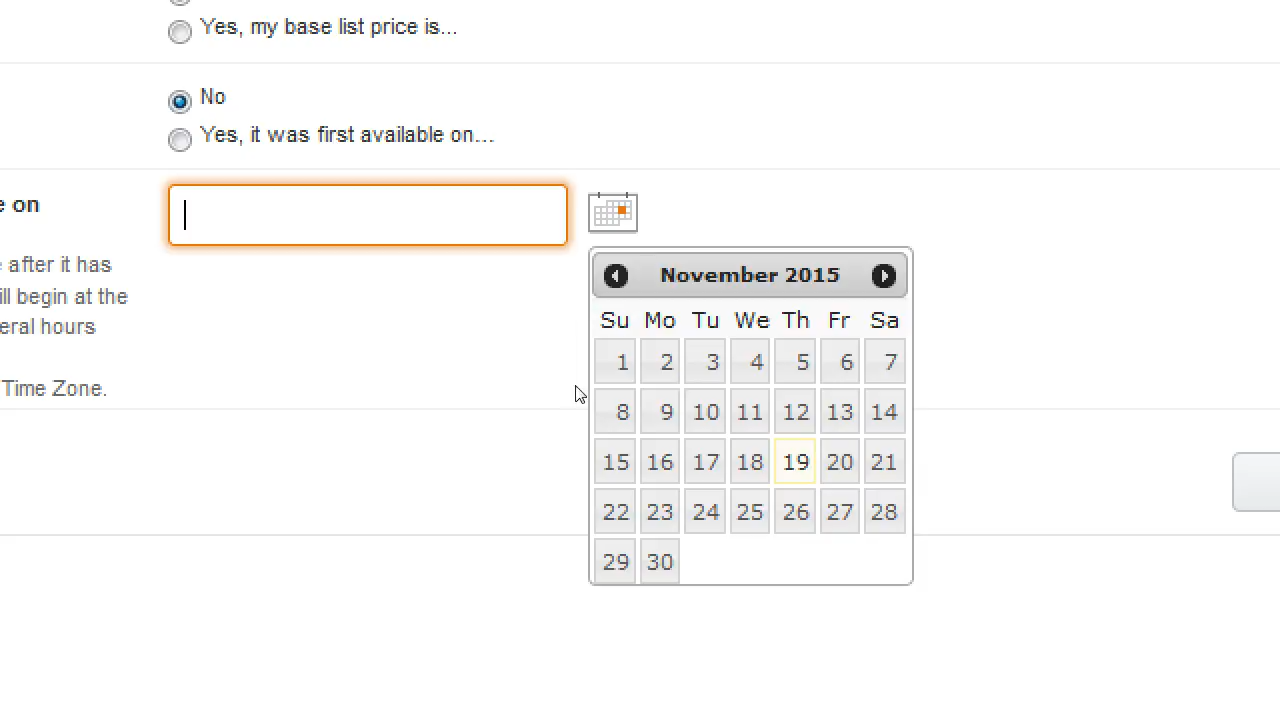 Yes, my base list price is...
No
Yes, it was first available on...
on
after it has
begin at the
hours
Time Zone.
November 2015
Su Mo Tu We Th Fr Sa
1 2 3 4 5 6 7
8 9 10 11 12 13 14
15 16 17 18 19 20 21
22 23 24 25 26 27 28
29 30